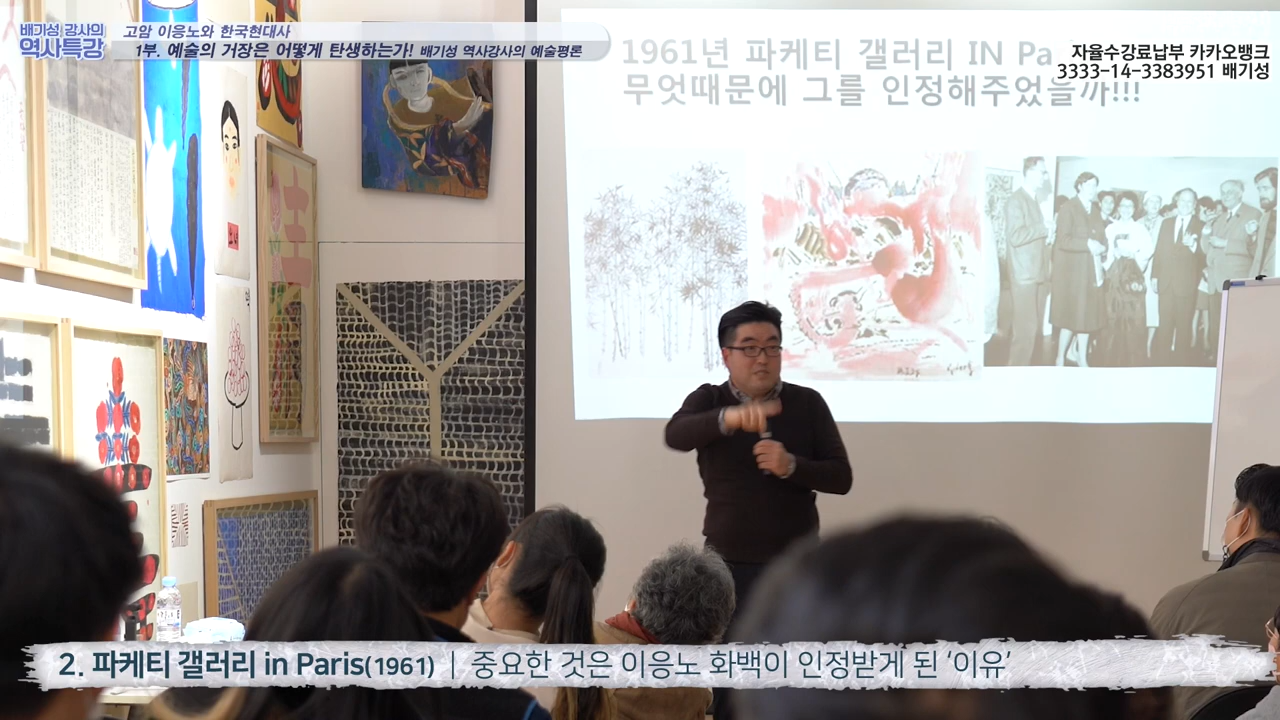 배기성 강사의
역사특강
고암 이응노와 한국현대사
1부. 예술의 거장은 어떻게 탄생하는가! 배기성 역사강사의 예술평론
자율수강료납부 카카오뱅크
3333-14-3383951 배기성
1961년 파케티 갤러리 IN Pa
무엇때문에 그를 인정해주었을까!!!
2. 파케티 갤러리 in Paris(1961) | 중요한 것은 이응노 화백이 인정받게 된 ‘이유’